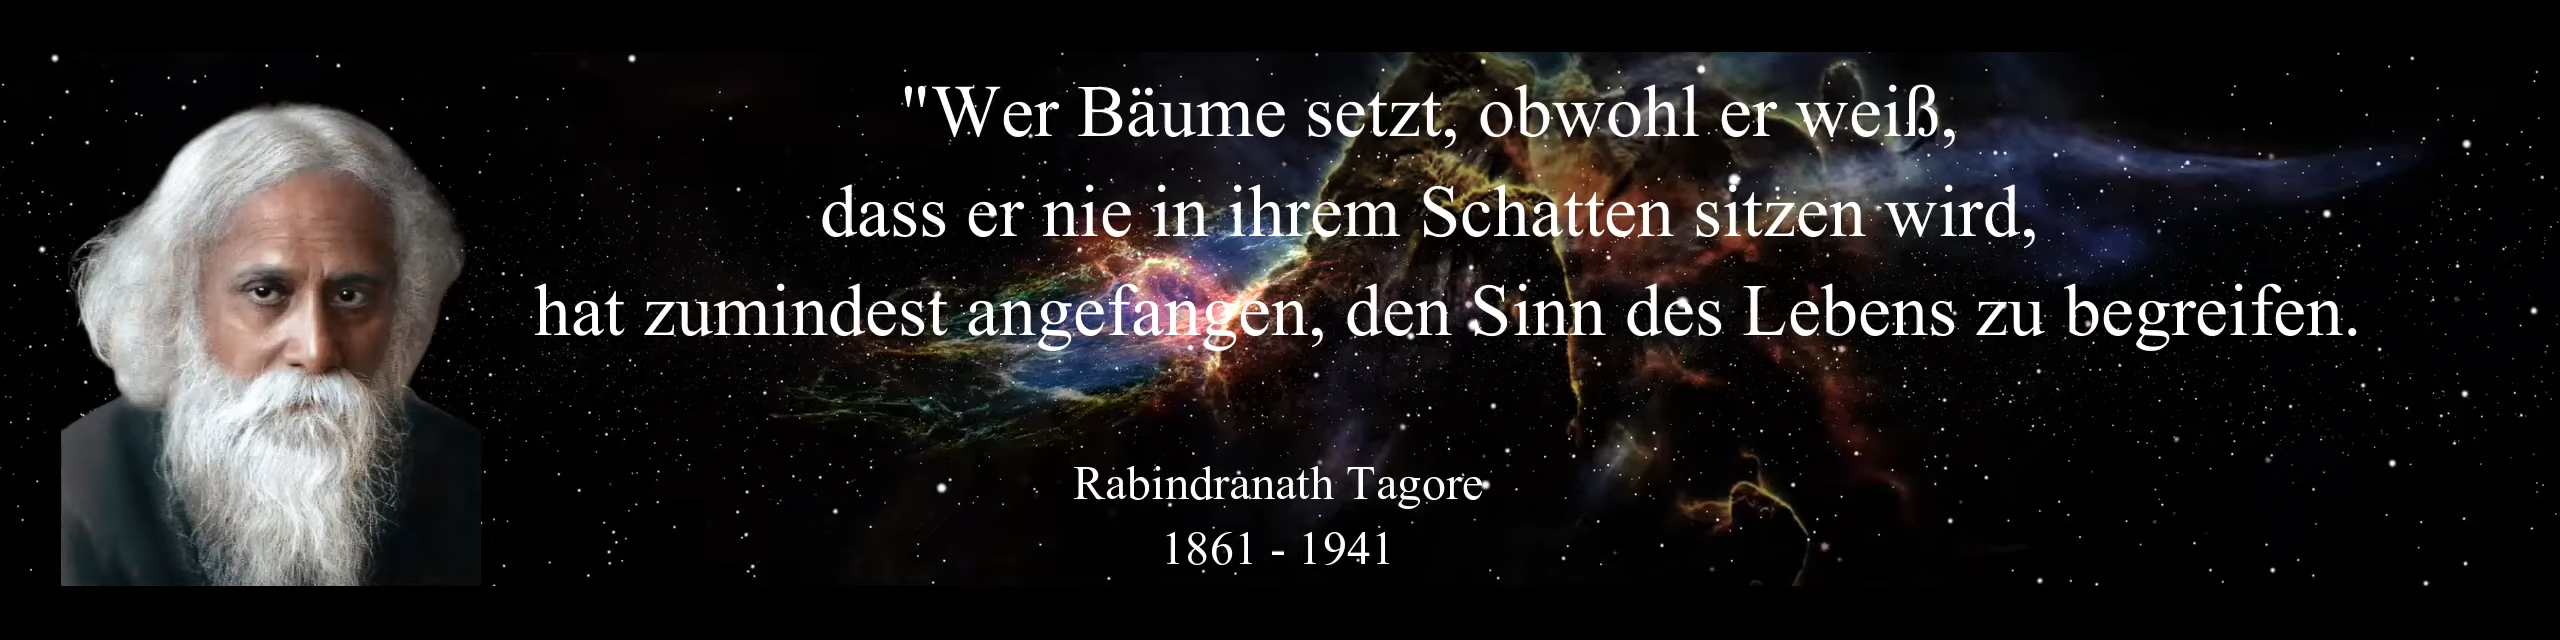 "Wer Bäume setzt, obwohl er weiß,
dass er nie in ihrem Schatten sitzen wird,
hat zumindest angefangen, den Sinn des Lebens zu begreifen.
Rabindranath Tagore
1861 - 1941